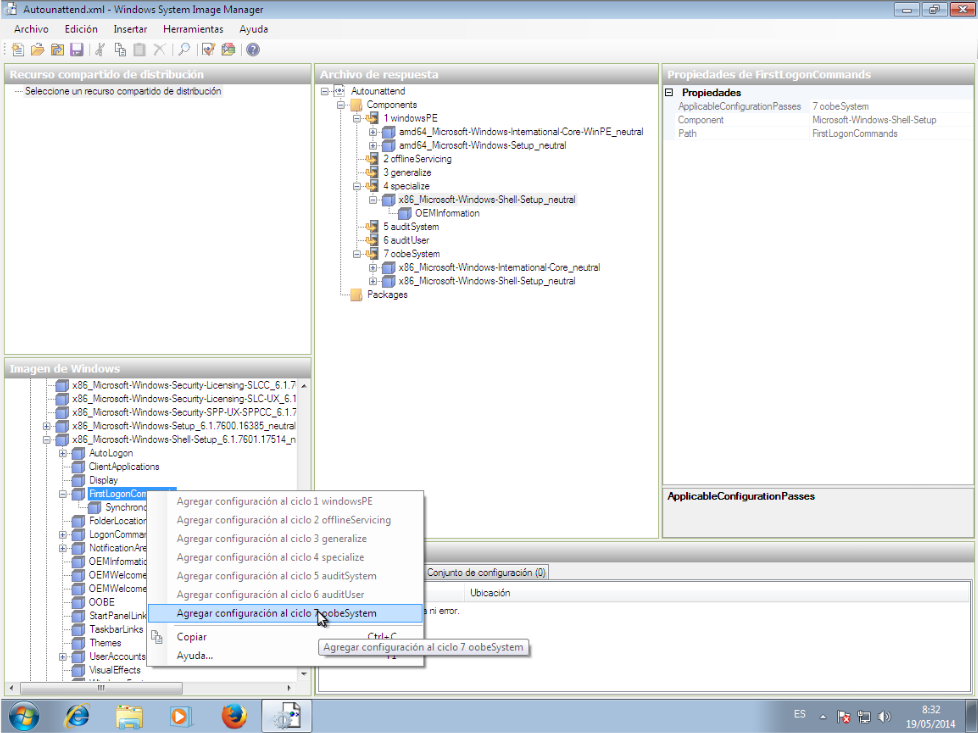 Autounattend.xml - Windows System Image Manager
Archivo Edición Insertar Herramientas Ayuda
Recurso compartido de distribución
Seleccione un recurso compartido de distribución
Archivo de respuesta
Autounattend
Components
1 windowsPE
amd64_Microsoft-Windows-International-Core-WinPE_neutral
amd64_Microsoft-Windows-Setup_neutral
2 offlineServicing
3 generalize
4 specialize
x86_Microsoft-Windows-Shell-Setup_neutral
OEMInformation
5 auditSystem
6 auditUser
7 oobeSystem
x86_Microsoft-Windows-International-Core_neutral
x86_Microsoft-Windows-Shell-Setup_neutral
Packages
Propiedades de FirstLogonCommands
Propiedades
ApplicableConfigurationPasses 7 oobeSystem
Component Microsoft-Windows-Shell-Setup
Path FirstLogonCommands
ApplicableConfigurationPasses
Imagen de Windows
x86_Microsoft-Windows-Security-Licensing-SLCC_6.1.7
x86_Microsoft-Windows-Security-Licensing-SLC-UX_6.1
x86_Microsoft-Windows-Security-SPP-UX-SPPCC_6.1.7
x86_Microsoft-Windows-Setup_6.1.7600.16385_neutral
x86_Microsoft-Windows-Shell-Setup_6.1.7601.17514_n
AutoLogon
ClientApplications
Display
FirstLogonCom
Synchrono
FolderLocation
LogonComman
NotificationAre
OEMInformatio
OEMWelcome
OEMWelcome
OOBE
StartPanelLink
TaskbarLinks
Themes
UserAccounts
VisualEffects
Agregar configuración al ciclo 1 windowsPE
Agregar configuración al ciclo 2 offlineServicing
Agregar configuración al ciclo 3 generalize
Agregar configuración al ciclo 4 specialize
Agregar configuración al ciclo 5 auditSystem
Agregar configuración al ciclo 6 auditUser
Agregar configuración al ciclo 7 oobeSystem
Copiar Ctrl+C
Ayuda...
Agregar configuración al ciclo 7 oobeSystem
Conjunto de configuración (0)
Ubicación
a ni error.
ES
8:32
19/05/2014